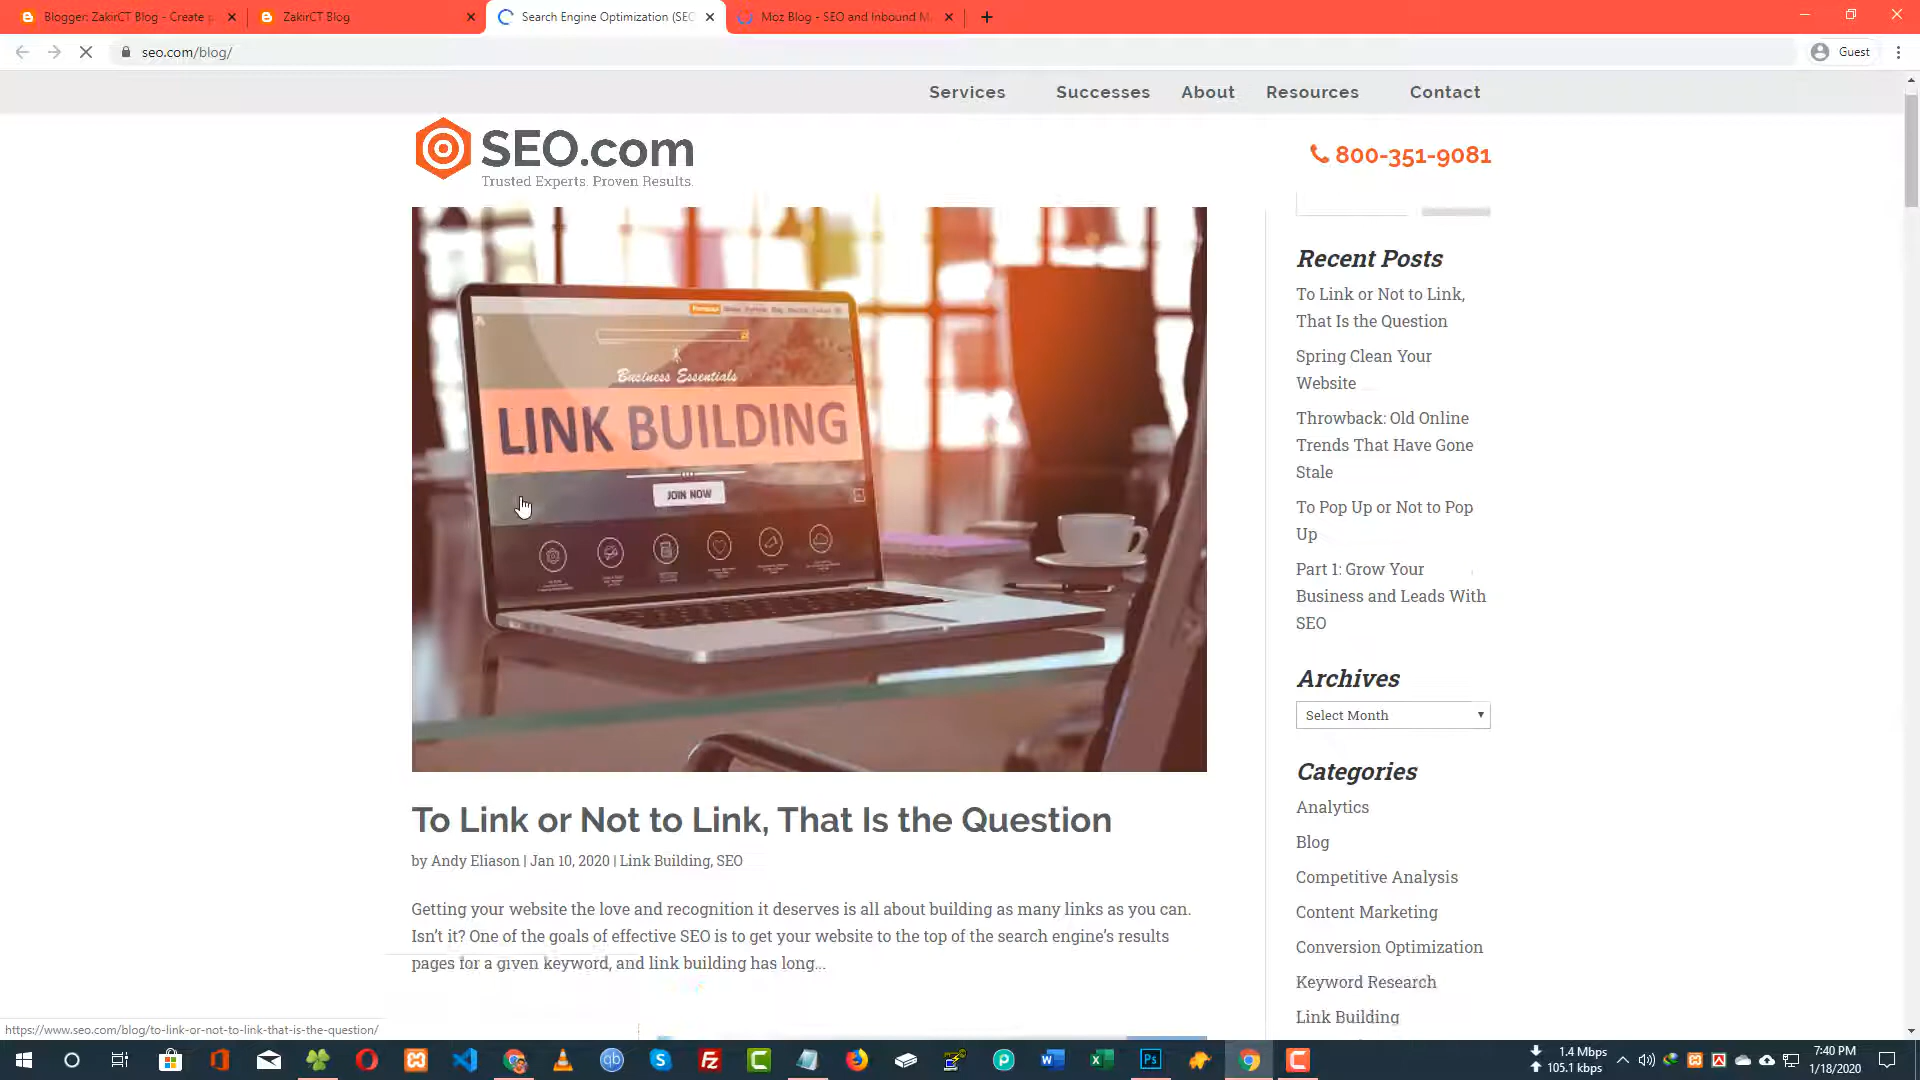 Blogger: ZakirCT Blog - Create p
ZakirCT Blog
Search Engine Optimization (SEO
Moz Blog - SEO and Inbound M
seo.com/blog/
Guest
Services
Successes
About
Resources
Contact
SEO.com
Trusted Experts. Proven Results.
800-351-9081
Business Essentials
LINK BUILDING
JOIN NOW
To Link or Not to Link, That Is the Question
by Andy Eliason | Jan 10, 2020 | Link Building, SEO
Getting your website the love and recognition it deserves is all about building as many links as you can.
Isn't it? One of the goals of effective SEO is to get your website to the top of the search engine's results
pages for a given keyword, and link building has long...
Recent Posts
To Link or Not to Link,
That Is the Question
Spring Clean Your
Website
Throwback: Old Online
Trends That Have Gone
Stale
To Pop Up or Not to Pop
Up
Part 1: Grow Your
Business and Leads With
SEO
Archives
Select Month
Categories
Analytics
Blog
Competitive Analysis
Content Marketing
Conversion Optimization
Keyword Research
Link Building
https://www.seo.com/blog/to-link-or-not-to-link-that-is-the-question/
1.4 Mbps
105.1 kbps
7:40 PM
1/18/2020